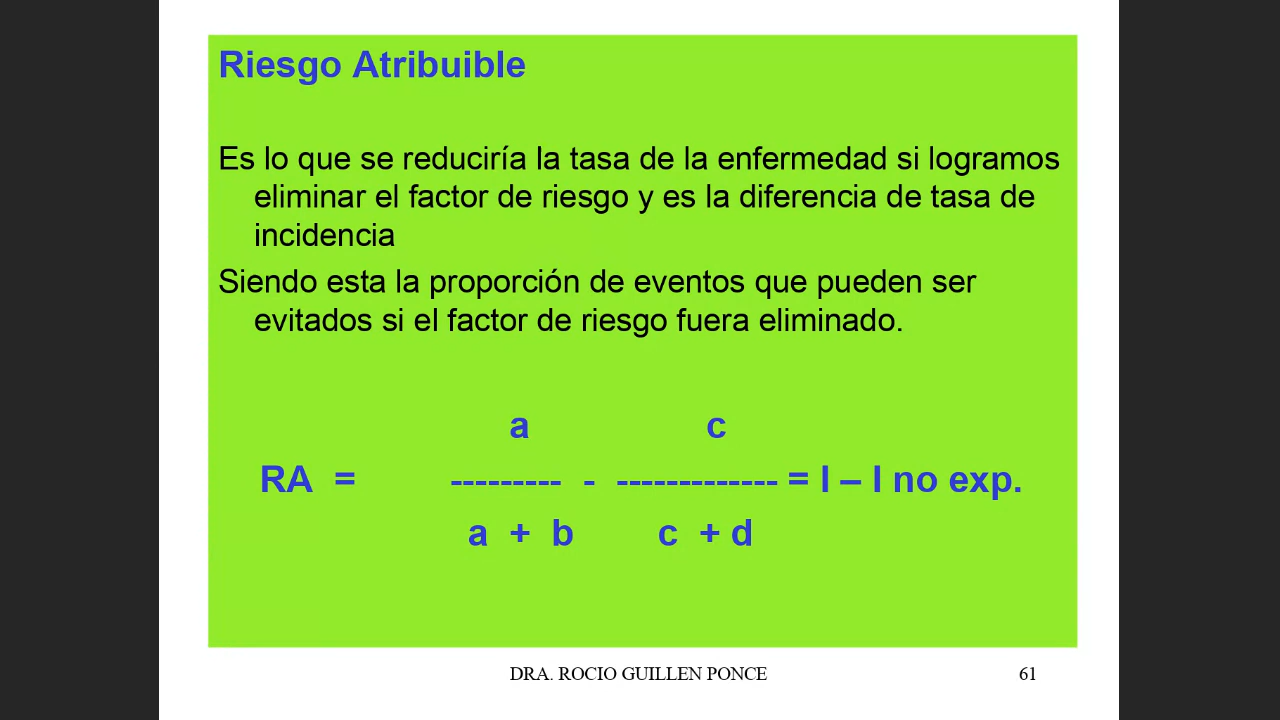 Riesgo Atribuible
Es lo que se reduciría la tasa de la enfermedad si logramos
eliminar el factor de riesgo y es la diferencia de tasa de
incidencia
Siendo esta la proporción de eventos que pueden ser
evitados si el factor de riesgo fuera eliminado.
a c
RA = --------- - ------------- = I – I no exp.
a + b c + d
DRA. ROCIO GUILLEN PONCE 61